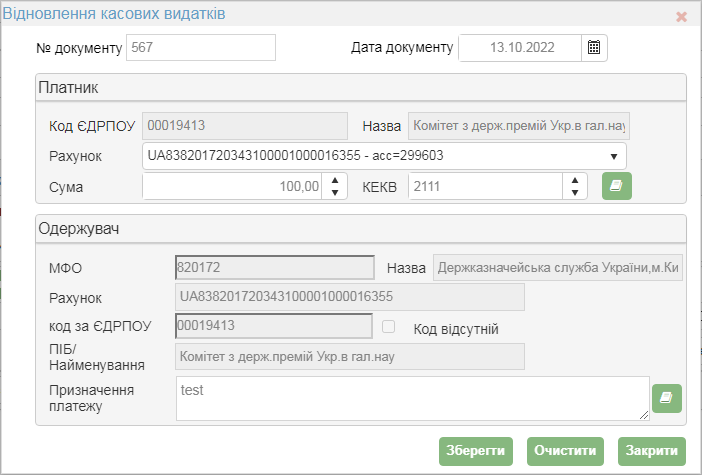 Відновлення касових видатків
№ документу 567 Дата документу 13.10.2022
Платник
Код ЄДРПОУ 00019413 Назва Комітет з держ.премій Укр.в гал.нау
Рахунок UA838201720343100001000016355 - acc=299603
Сума 100,00 КЕКВ 2111
Одержувач
МФО 820172 Назва Держказначейська служба України,м.Ки
Рахунок UA838201720343100001000016355
код за ЄДРПОУ 00019413 Код відсутній
ПІБ/
Найменування Комітет з держ.премій Укр.в гал.нау
Призначення
платежу test
Зберегти Очистити Закрити